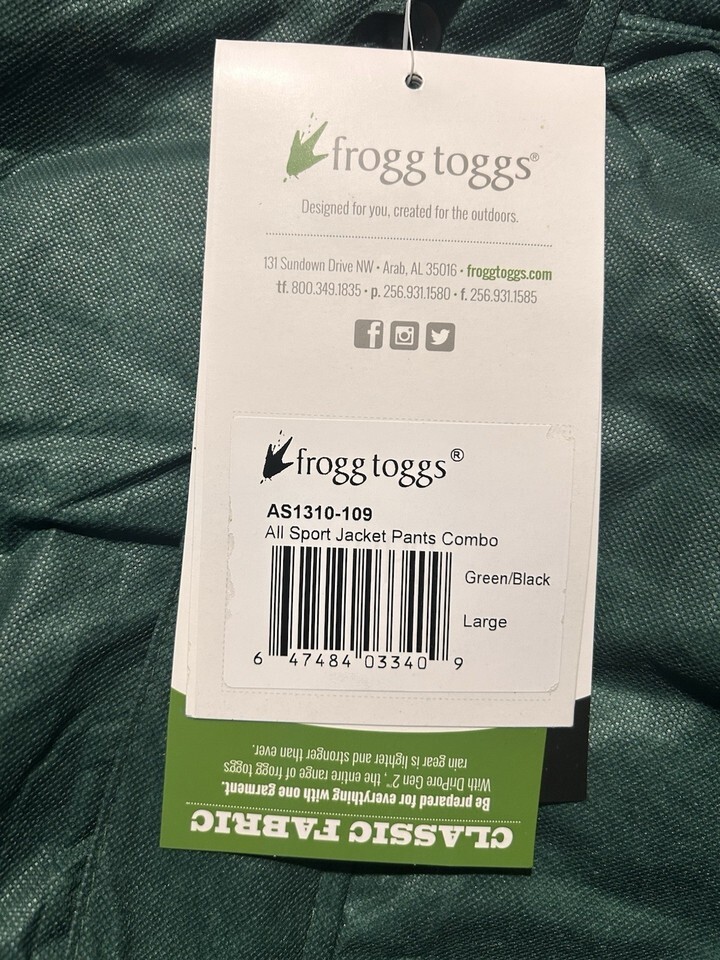 frogg toggs®
Designed for you, created for the outdoors.
131 Sundown Drive NW • Arab, AL 35016 • froggtoggs.com
tf. 800.349.1835 • p. 256.931.1580 • f. 256.931.1585
frogg toggs®
AS1310-109
All Sport Jacket Pants Combo
Green/Black
Large
6 47484 03340 9
CLASSIC FABRIC
Be prepared for everything with one garment.
With DriPore Gen 2™, the entire range of frogg toggs
rain gear is lighter and stronger than ever.